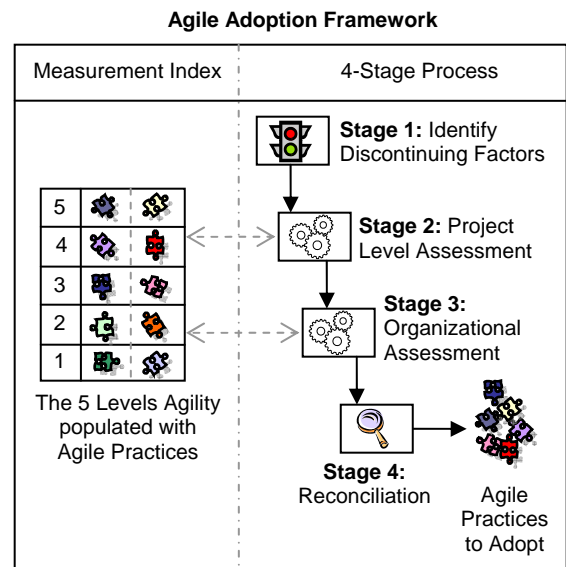 Agile Adoption Framework
Measurement Index
4-Stage Process
Stage 1: Identify
Discontinuing Factors
Stage 2: Project
Level Assessment
Stage 3:
Organizational
Assessment
Stage 4:
Reconciliation
5
4
3
2
1
The 5 Levels Agility
populated with
Agile Practices
Agile
Practices
to Adopt